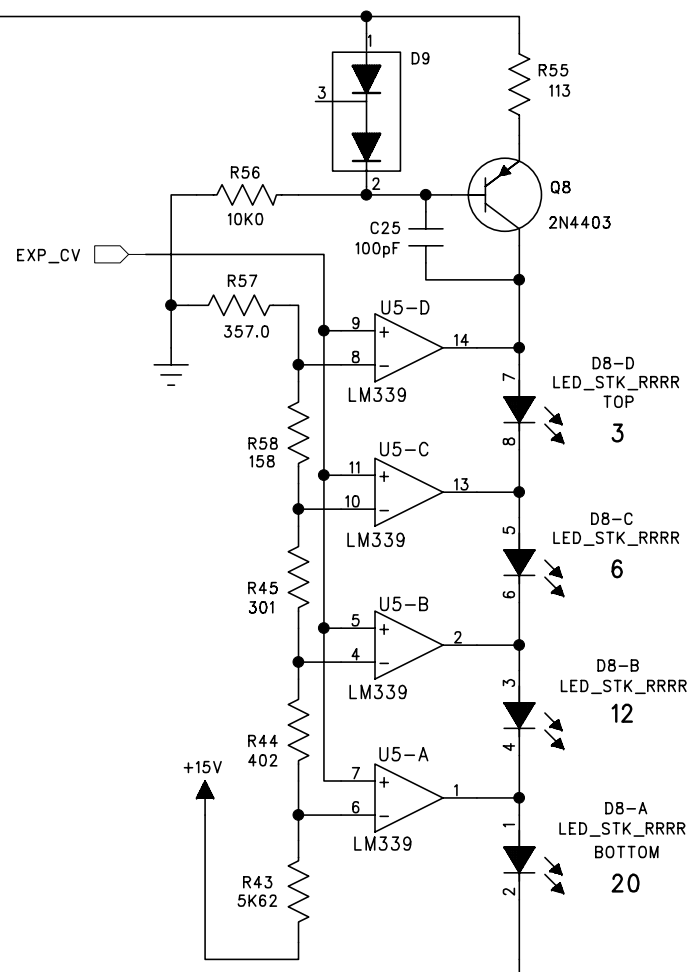 1
D9
3
R55
113
2
R56
10K0
Q8
2N4403
C25
100pF
EXP_CV
R57
357.0
U5-D
9
+
14
8
-
LM339
7
D8-D
LED_STK_RRRR
TOP
3
8
R58
158
U5-C
11
+
13
10
-
LM339
5
D8-C
LED_STK_RRRR
6
6
R45
301
U5-B
5
+
2
4
-
LM339
3
D8-B
LED_STK_RRRR
12
4
R44
402
+15V
U5-A
7
+
1
6
-
LM339
1
D8-A
LED_STK_RRRR
BOTTOM
20
2
R43
5K62